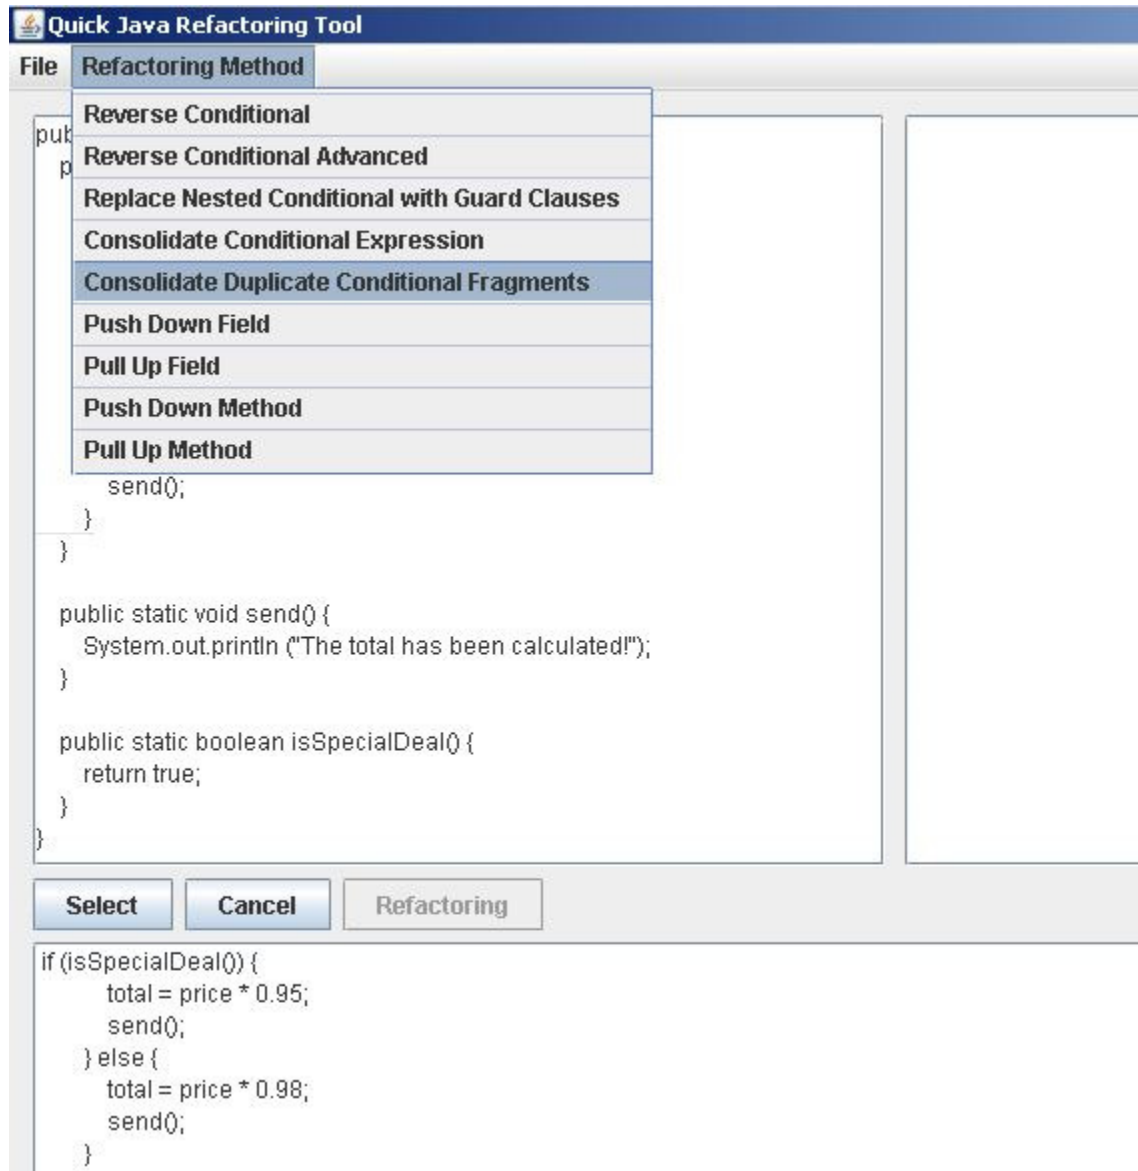 Quick Java Refactoring Tool
File Refactoring Method
Reverse Conditional
pub
Reverse Conditional Advanced
p
Replace Nested Conditional with Guard Clauses
Consolidate Conditional Expression
Consolidate Duplicate Conditional Fragments
Push Down Field
Pull Up Field
Push Down Method
Pull Up Method
send();
}
}
public static void send() {
System.out.println ("The total has been calculated!");
}
public static boolean isSpecialDeal() {
return true;
}
}
Select Cancel Refactoring
if (isSpecialDeal()) {
total = price * 0.95;
send();
} else {
total = price * 0.98;
send();
}